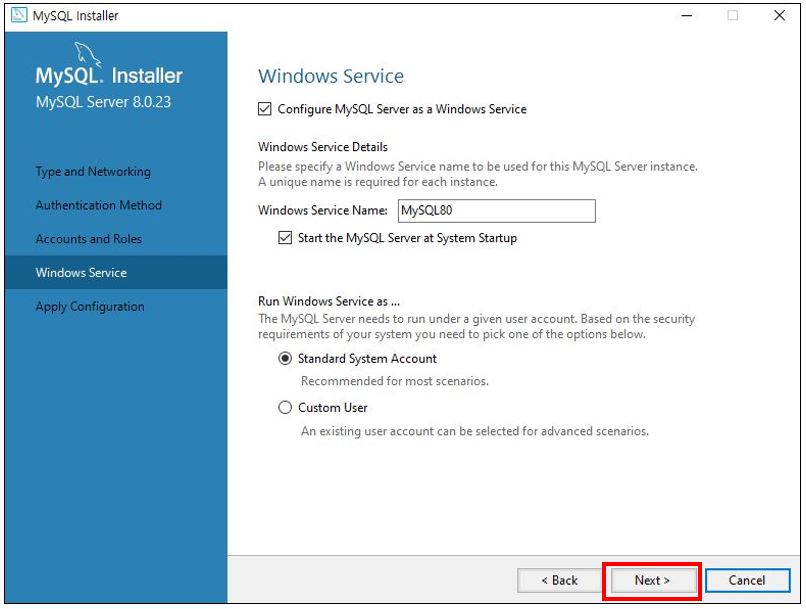 MySQL Installer
MySQL. Installer
MySQL Server 8.0.23
Type and Networking
Authentication Method
Accounts and Roles
Windows Service
Apply Configuration
Windows Service
Configure MySQL Server as a Windows Service
Windows Service Details
Please specify a Windows Service name to be used for this MySQL Server instance.
A unique name is required for each instance.
Windows Service Name: MySQL80
Start the MySQL Server at System Startup
Run Windows Service as ...
The MySQL Server needs to run under a given user account. Based on the security
requirements of your system you need to pick one of the options below.
Standard System Account
Recommended for most scenarios.
Custom User
An existing user account can be selected for advanced scenarios.
< Back Next > Cancel